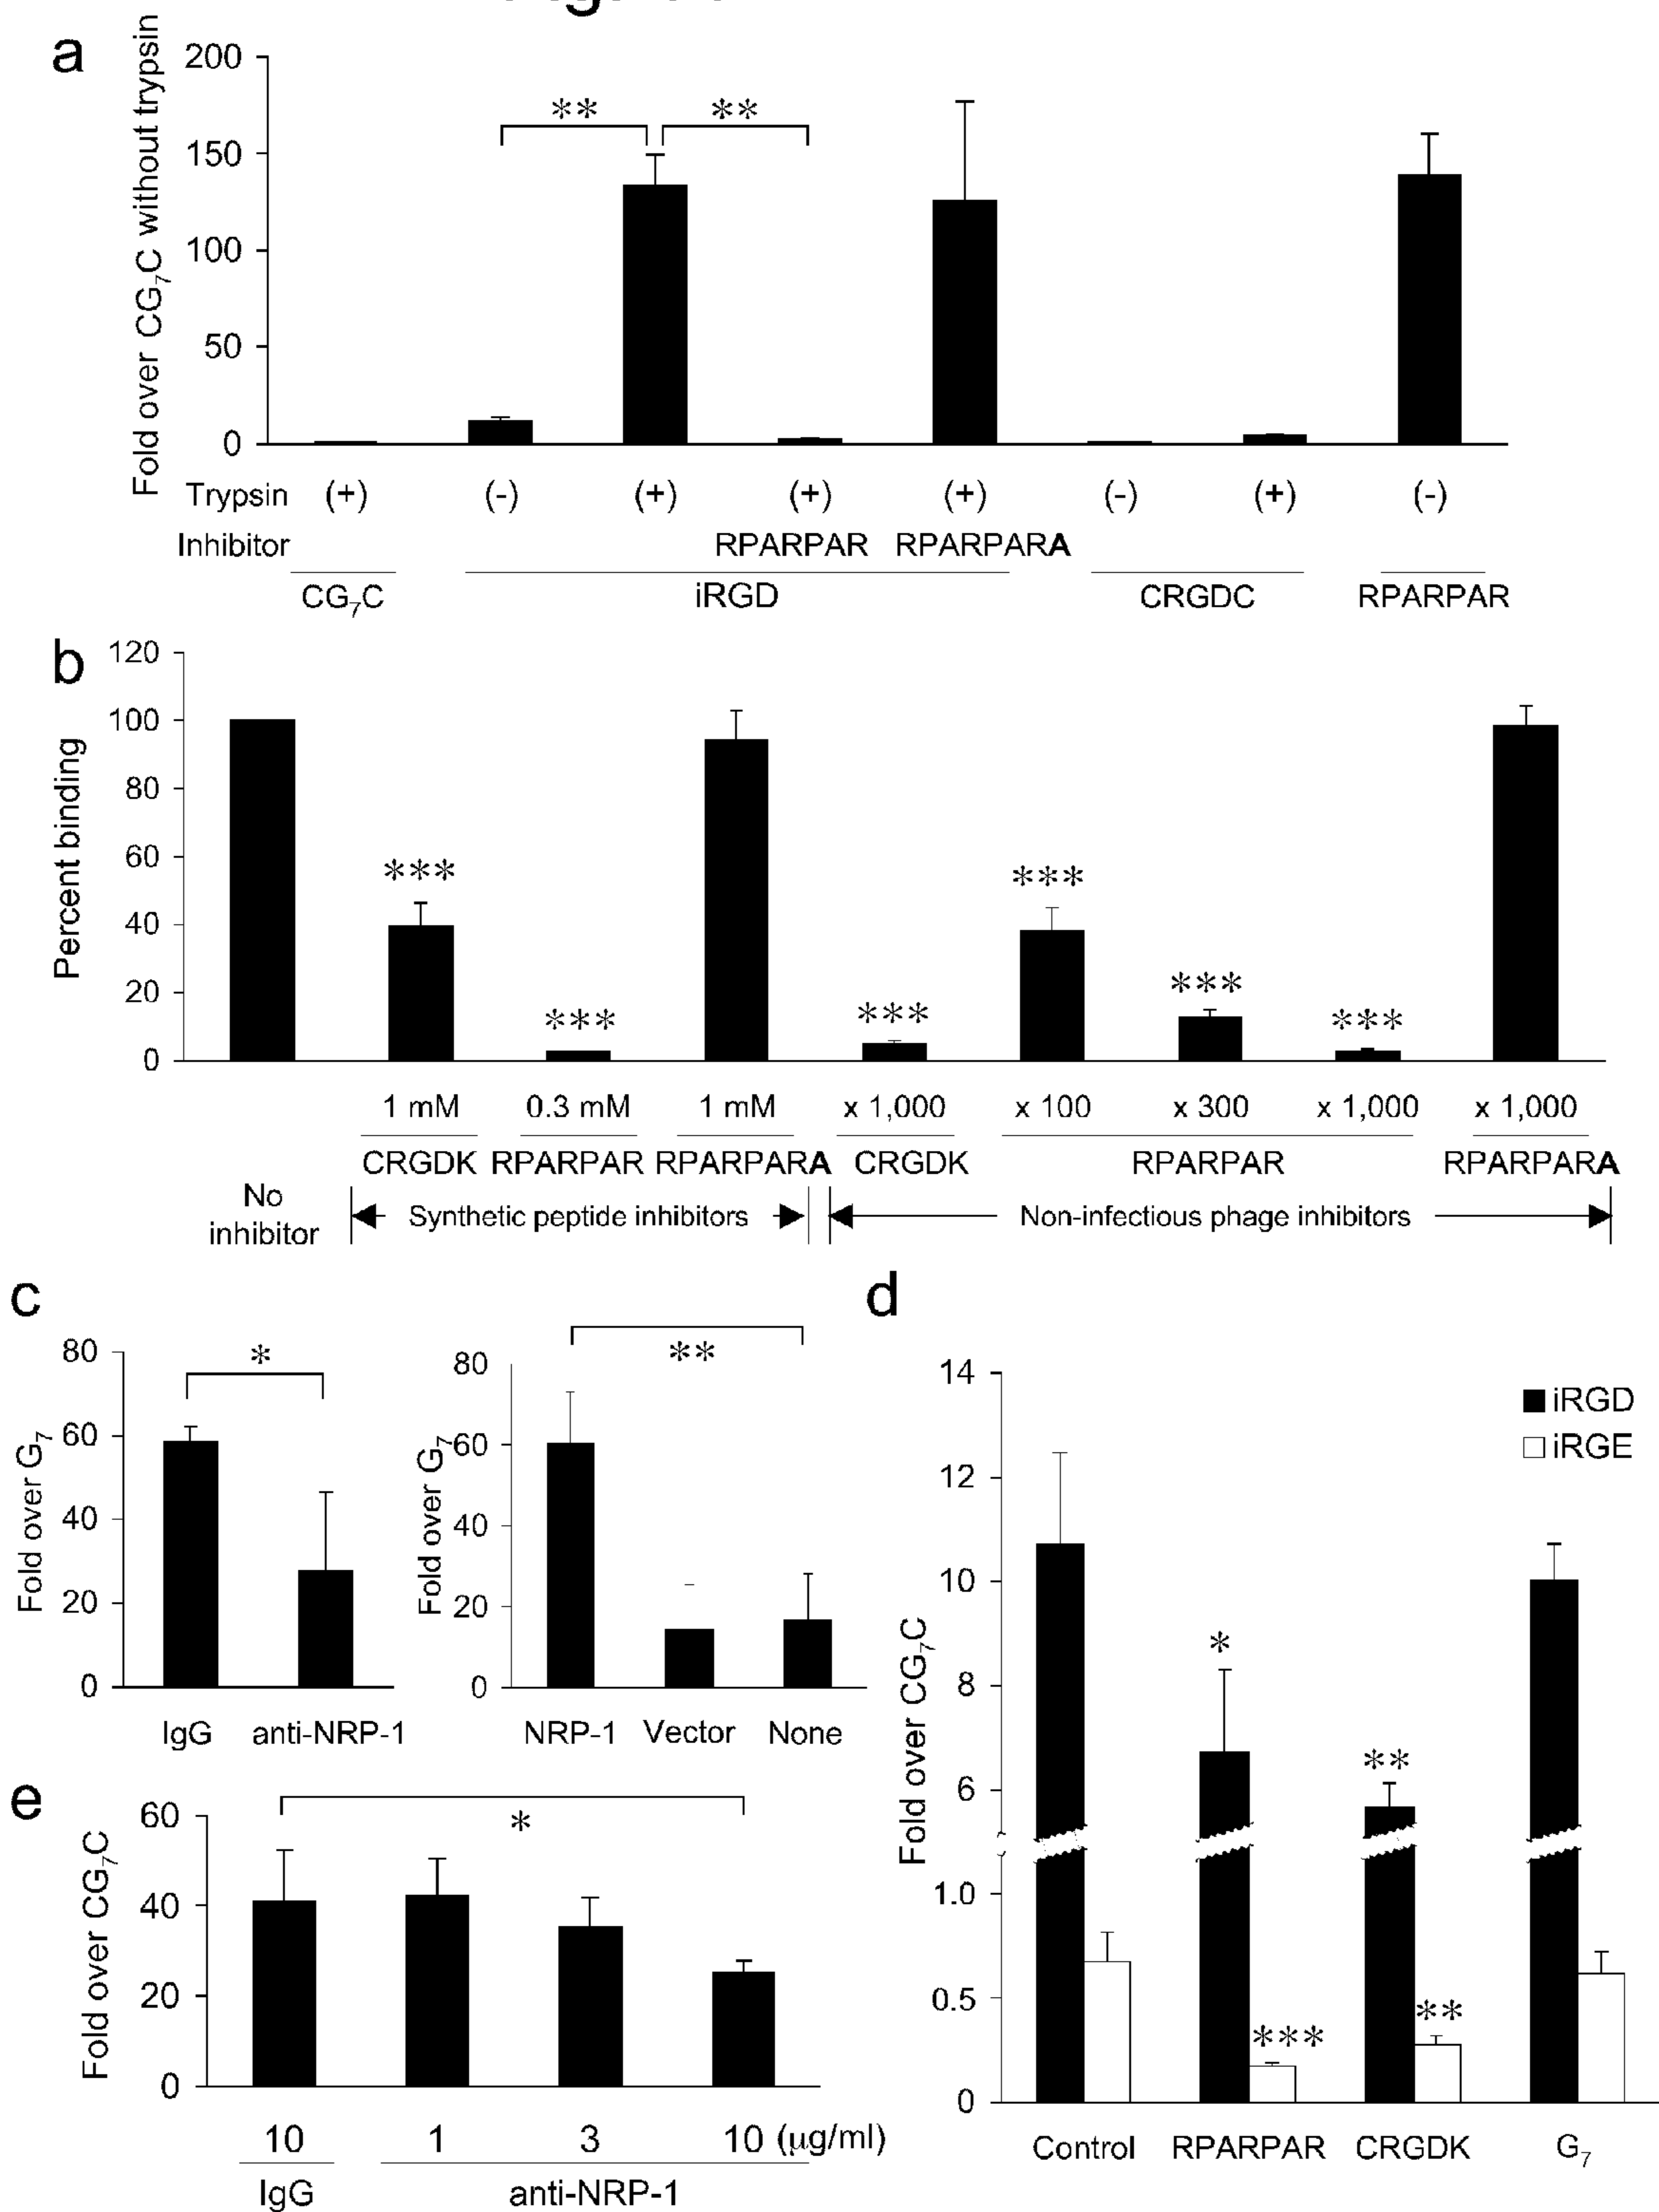 a
Fold over CG7C without trypsin
200
150
100
50
0
** **
Trypsin (+) (-) (+) (+) (+) (-) (+) (-)
Inhibitor RPARPAR RPARPARA
CG7C iRGD CRGDC RPARPAR
b
Percent binding
120
100
80
60
40
20
0
*** *** *** *** *** ***
1 mM 0.3 mM 1 mM x 1,000 x 100 x 300 x 1,000 x 1,000
CRGDK RPARPAR RPARPARA CRGDK RPARPAR RPARPARA
No inhibitor
Synthetic peptide inhibitors
Non-infectious phage inhibitors
c
Fold over G7
80
60
40
20
0
*
IgG anti-NRP-1
Fold over G7
80
60
40
20
0
**
NRP-1 Vector None
d
Fold over CG7C
14
12
10
8
6
1.0
0.5
0
iRGD
iRGE
* ** *** **
Control RPARPAR CRGDK G7
e
Fold over CG7C
60
40
20
0
*
10 1 3 10 (μg/ml)
IgG anti-NRP-1